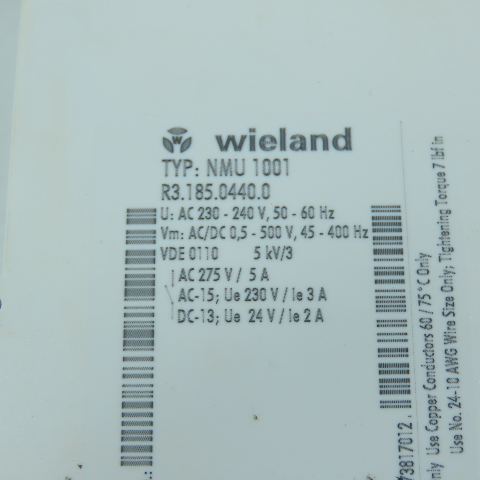 wieland
TYP: NMU 1001
R3.185.0440.0
U: AC 230 - 240 V, 50 - 60 Hz
Vm: AC/DC 0,5 - 500 V, 45 - 400 Hz
VDE 0110 5 kV/3
AC 275 V / 5 A
AC-15; Ue 230 V / Ie 3 A
DC-13; Ue 24 V / Ie 2 A
73817012
Use Copper Conductors 60 / 75°C Only
Use No. 24-10 AWG Wire Size Only; Tightening Torque 7 lbf in